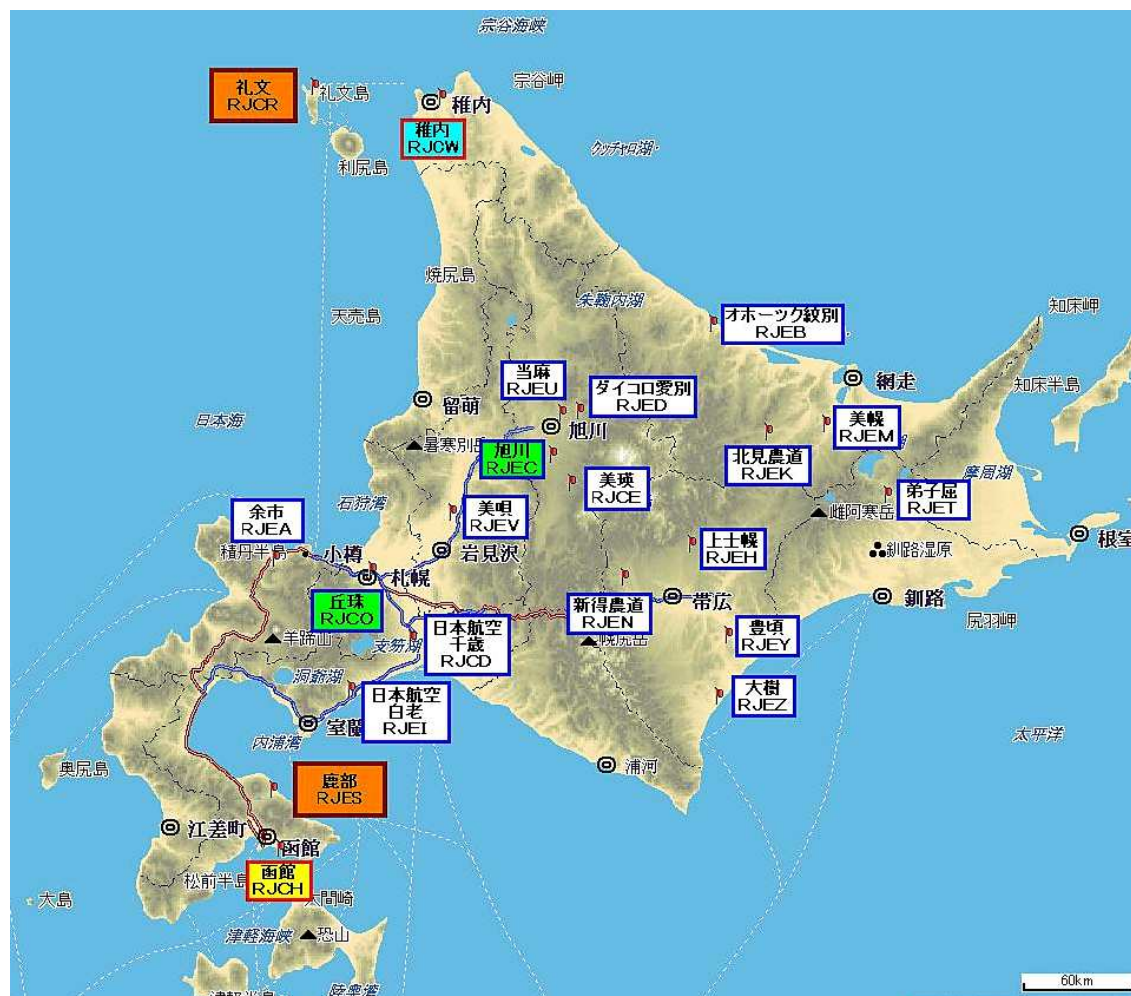 宗谷海峡
礼文
RJCR
礼文島
宗谷岬
稚内
稚内
RJCW
クッチャロ湖
利尻島
焼尻島
朱鞠内湖
天売島
オホーツク紋別
RJEB
知床岬
当麻
RJEU
ダイコロ愛別
RJED
網走
知床半島
留萌
日本海
旭川
美幌
RJEM
暑寒別岳
旭川
RJEC
北見農道
RJEK
摩周湖
美瑛
RJCE
弟子屈
RJET
石狩湾
美唄
RJEV
雌阿寒岳
余市
RJEA
根室
積丹半島
小樽
岩見沢
上士幌
RJEH
釧路湿原
札幌
丘珠
RJCO
新得農道
RJEN
帯広
釧路
尻羽岬
羊蹄山
支笏湖
日本航空
千歳
RJCD
幌尻岳
豊頃
RJEY
洞爺湖
日本航空
白老
RJEI
大樹
RJEZ
室蘭
内浦湾
太平洋
奥尻島
浦河
鹿部
RJES
江差町
函館
松前半島
函館
RJCH
大間崎
大島
津軽海峡
恐山
津軽半島
陸奥湾
60km